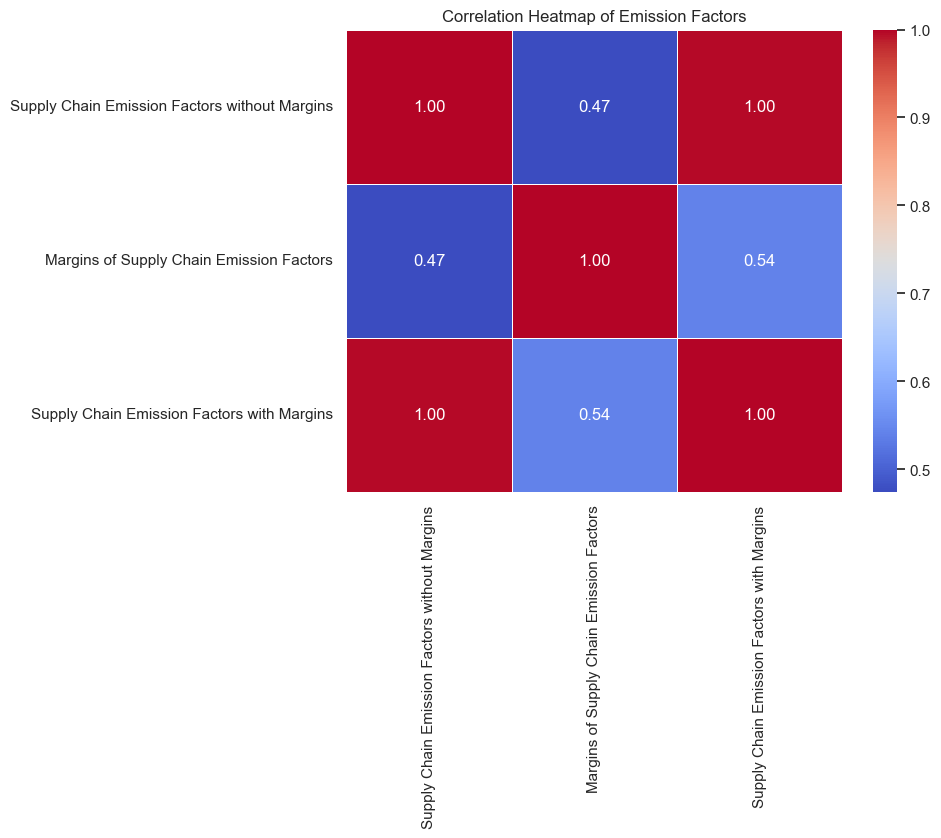 Correlation Heatmap of Emission Factors
Supply Chain Emission Factors without Margins
1.00
0.47
1.00
Margins of Supply Chain Emission Factors
0.47
1.00
0.54
Supply Chain Emission Factors with Margins
1.00
0.54
1.00
1.0
0.9
0.8
0.7
0.6
0.5
Supply Chain Emission Factors without Margins
Margins of Supply Chain Emission Factors
Supply Chain Emission Factors with Margins